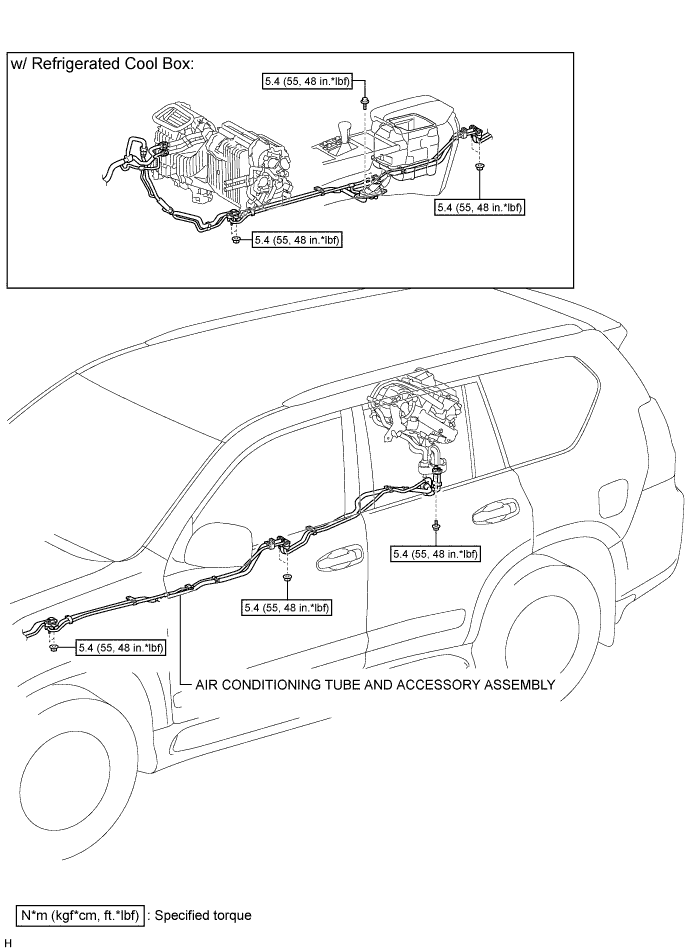 w/ Refrigerated Cool Box:
5.4 (55, 48 in.*lbf)
5.4 (55, 48 in.*lbf)
5.4 (55, 48 in.*lbf)
5.4 (55, 48 in.*lbf)
5.4 (55, 48 in.*lbf)
5.4 (55, 48 in.*lbf)
AIR CONDITIONING TUBE AND ACCESSORY ASSEMBLY
N*m (kgf*cm, ft.*lbf) : Specified torque
H